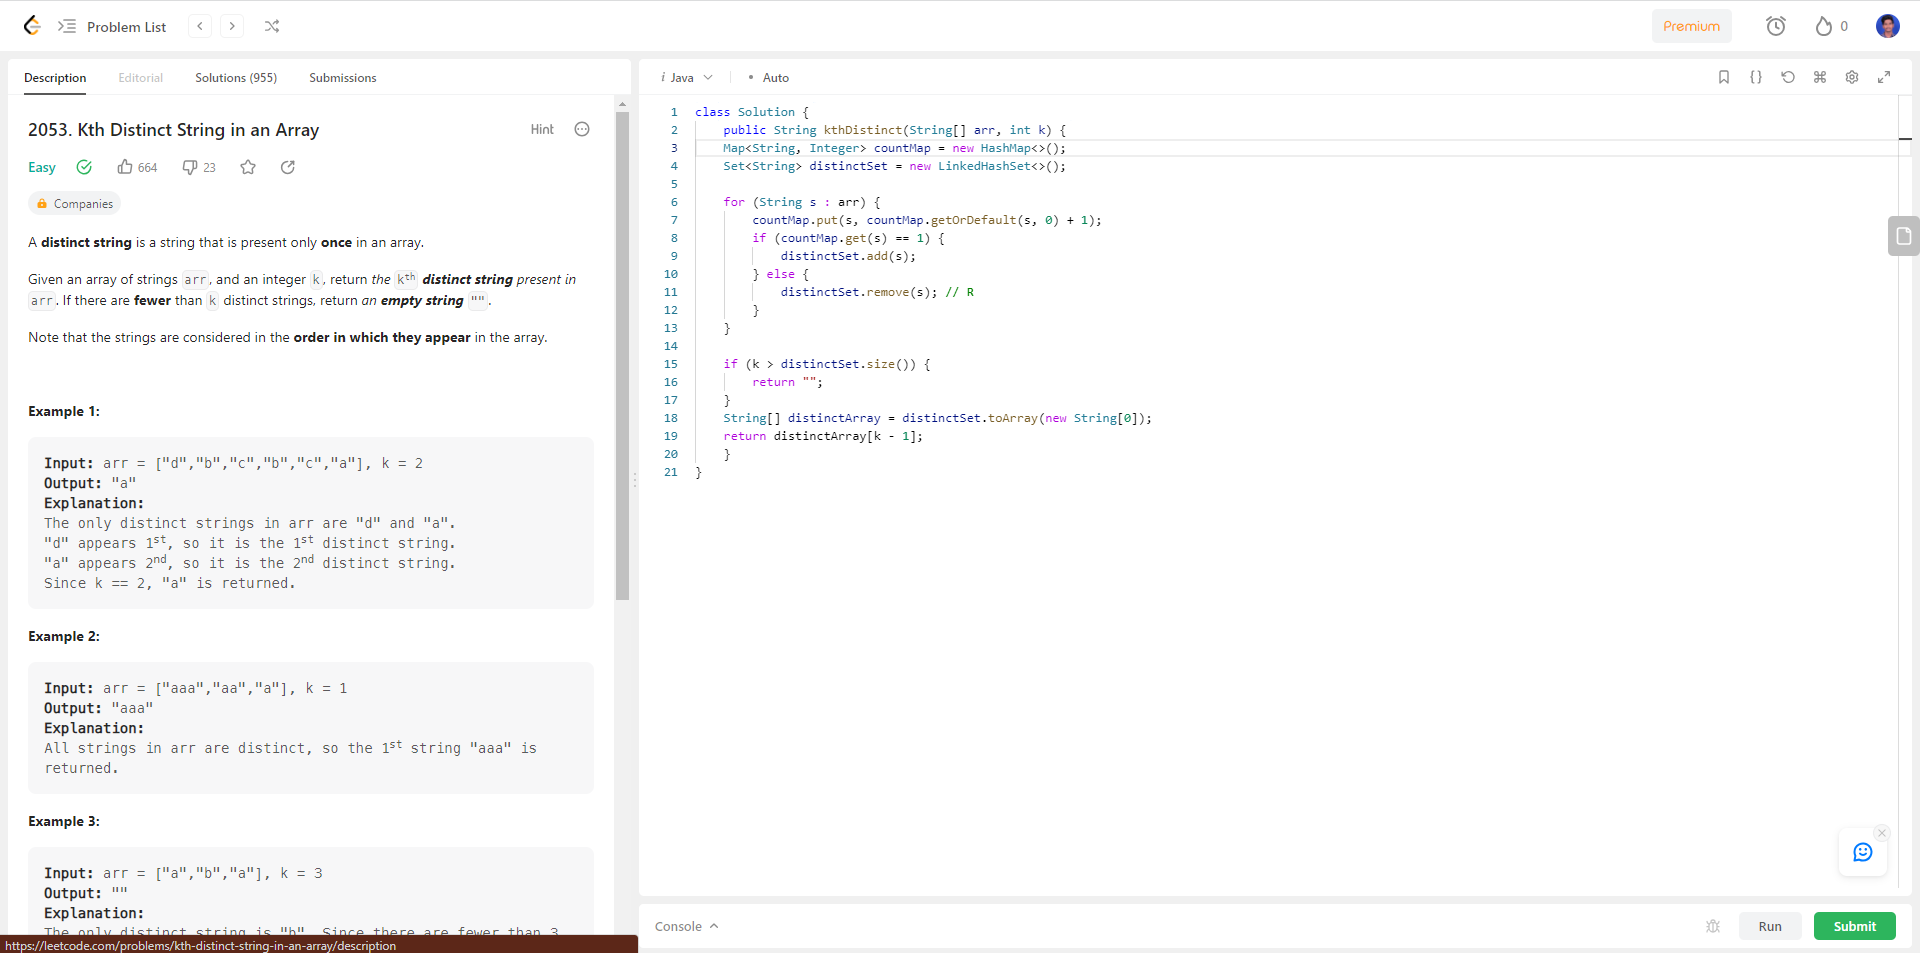 Problem List
Premium
0
Description Editorial Solutions (955) Submissions
2053. Kth Distinct String in an Array
Hint
Easy 664 23
Companies
A distinct string is a string that is present only once in an array.
Given an array of strings arr, and an integer k, return the kth distinct string present in
arr. If there are fewer than k distinct strings, return an empty string "".
Note that the strings are considered in the order in which they appear in the array.
Example 1:
Input: arr = ["d","b","c","b","c","a"], k = 2
Output: "a"
Explanation:
The only distinct strings in arr are "d" and "a".
"d" appears 1st, so it is the 1st distinct string.
"a" appears 2nd, so it is the 2nd distinct string.
Since k == 2, "a" is returned.
Example 2:
Input: arr = ["aaa","aa","a"], k = 1
Output: "aaa"
Explanation:
All strings in arr are distinct, so the 1st string "aaa" is
returned.
Example 3:
Input: arr = ["a","b","a"], k = 3
Output: ""
Explanation:
The only distinct string is "b". Since there are fewer than 3
https://leetcode.com/problems/kth-distinct-string-in-an-array/description
i Java • Auto
1 class Solution {
2 public String kthDistinct(String[] arr, int k) {
3 Map<String, Integer> countMap = new HashMap<>();
4 Set<String> distinctSet = new LinkedHashSet<>();
5
6 for (String s : arr) {
7 countMap.put(s, countMap.getOrDefault(s, 0) + 1);
8 if (countMap.get(s) == 1) {
9 distinctSet.add(s);
10 } else {
11 distinctSet.remove(s); // R
12 }
13 }
14
15 if (k > distinctSet.size()) {
16 return "";
17 }
18 String[] distinctArray = distinctSet.toArray(new String[0]);
19 return distinctArray[k - 1];
20 }
21 }
Console
Run
Submit